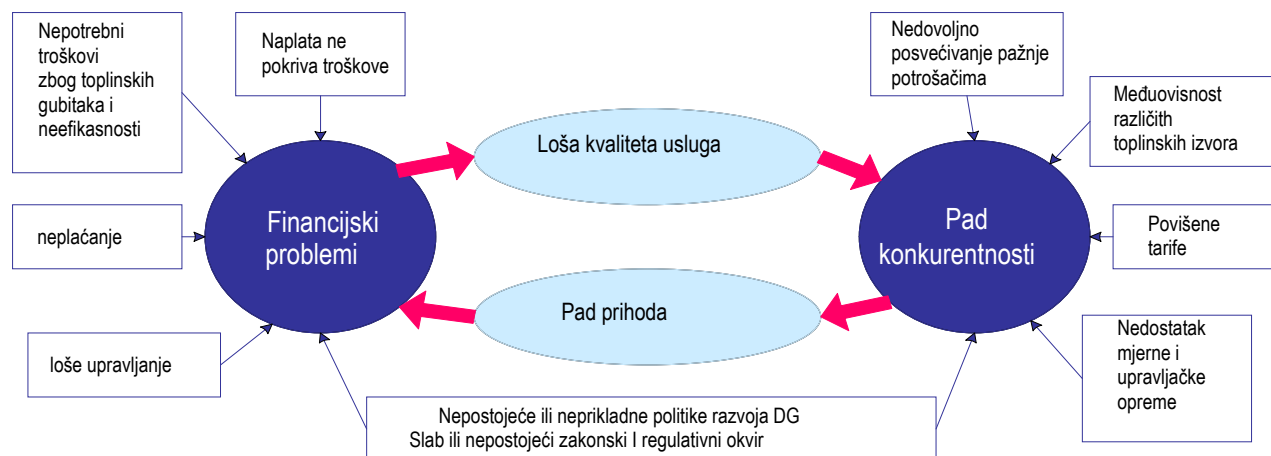 Nepotrebni
troškovi
zbog toplinskih
gubitaka i
neefikasnosti
Naplata ne
pokriva troškove
neplaćanje
loše upravljanje
Financijski
problemi
Loša kvaliteta usluga
Pad prihoda
Nepostojeće ili neprikladne politike razvoja DG
Slab ili nepostojeći zakonski I regulativni okvir
Pad
konkurentnosti
Nedovoljno
posvećivanje pažnje
potrošačima
Međuovisnost
različitih
toplinskih izvora
Povišene
tarife
Nedostatak
mjerne i
upravljačke
opreme